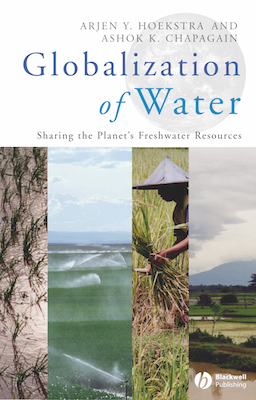 ARJEN Y. HOEKSTRA AND
ASHOK K. CHAPAGAIN
Globalization
of Water
Sharing the Planet's Freshwater Resources
Blackwell
Publishing